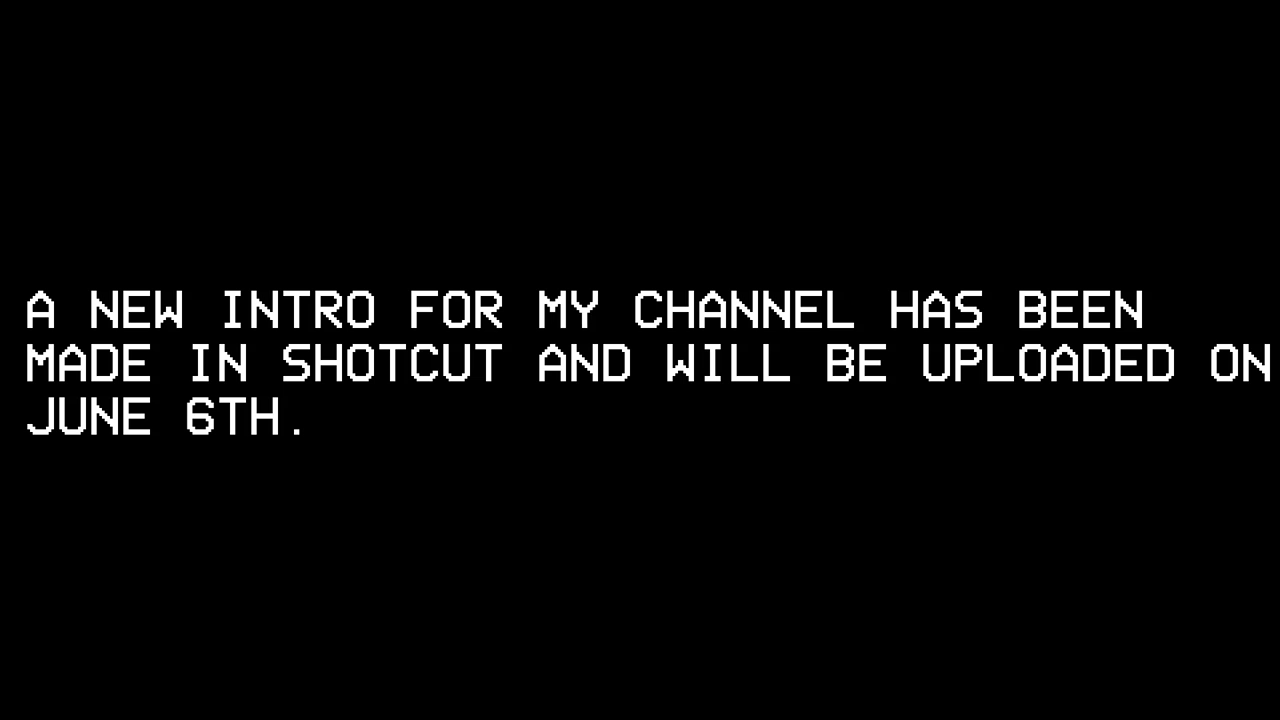 A NEW INTRO FOR MY CHANNEL HAS BEEN
MADE IN SHOTCUT AND WILL BE UPLOADED ON
JUNE 6TH.